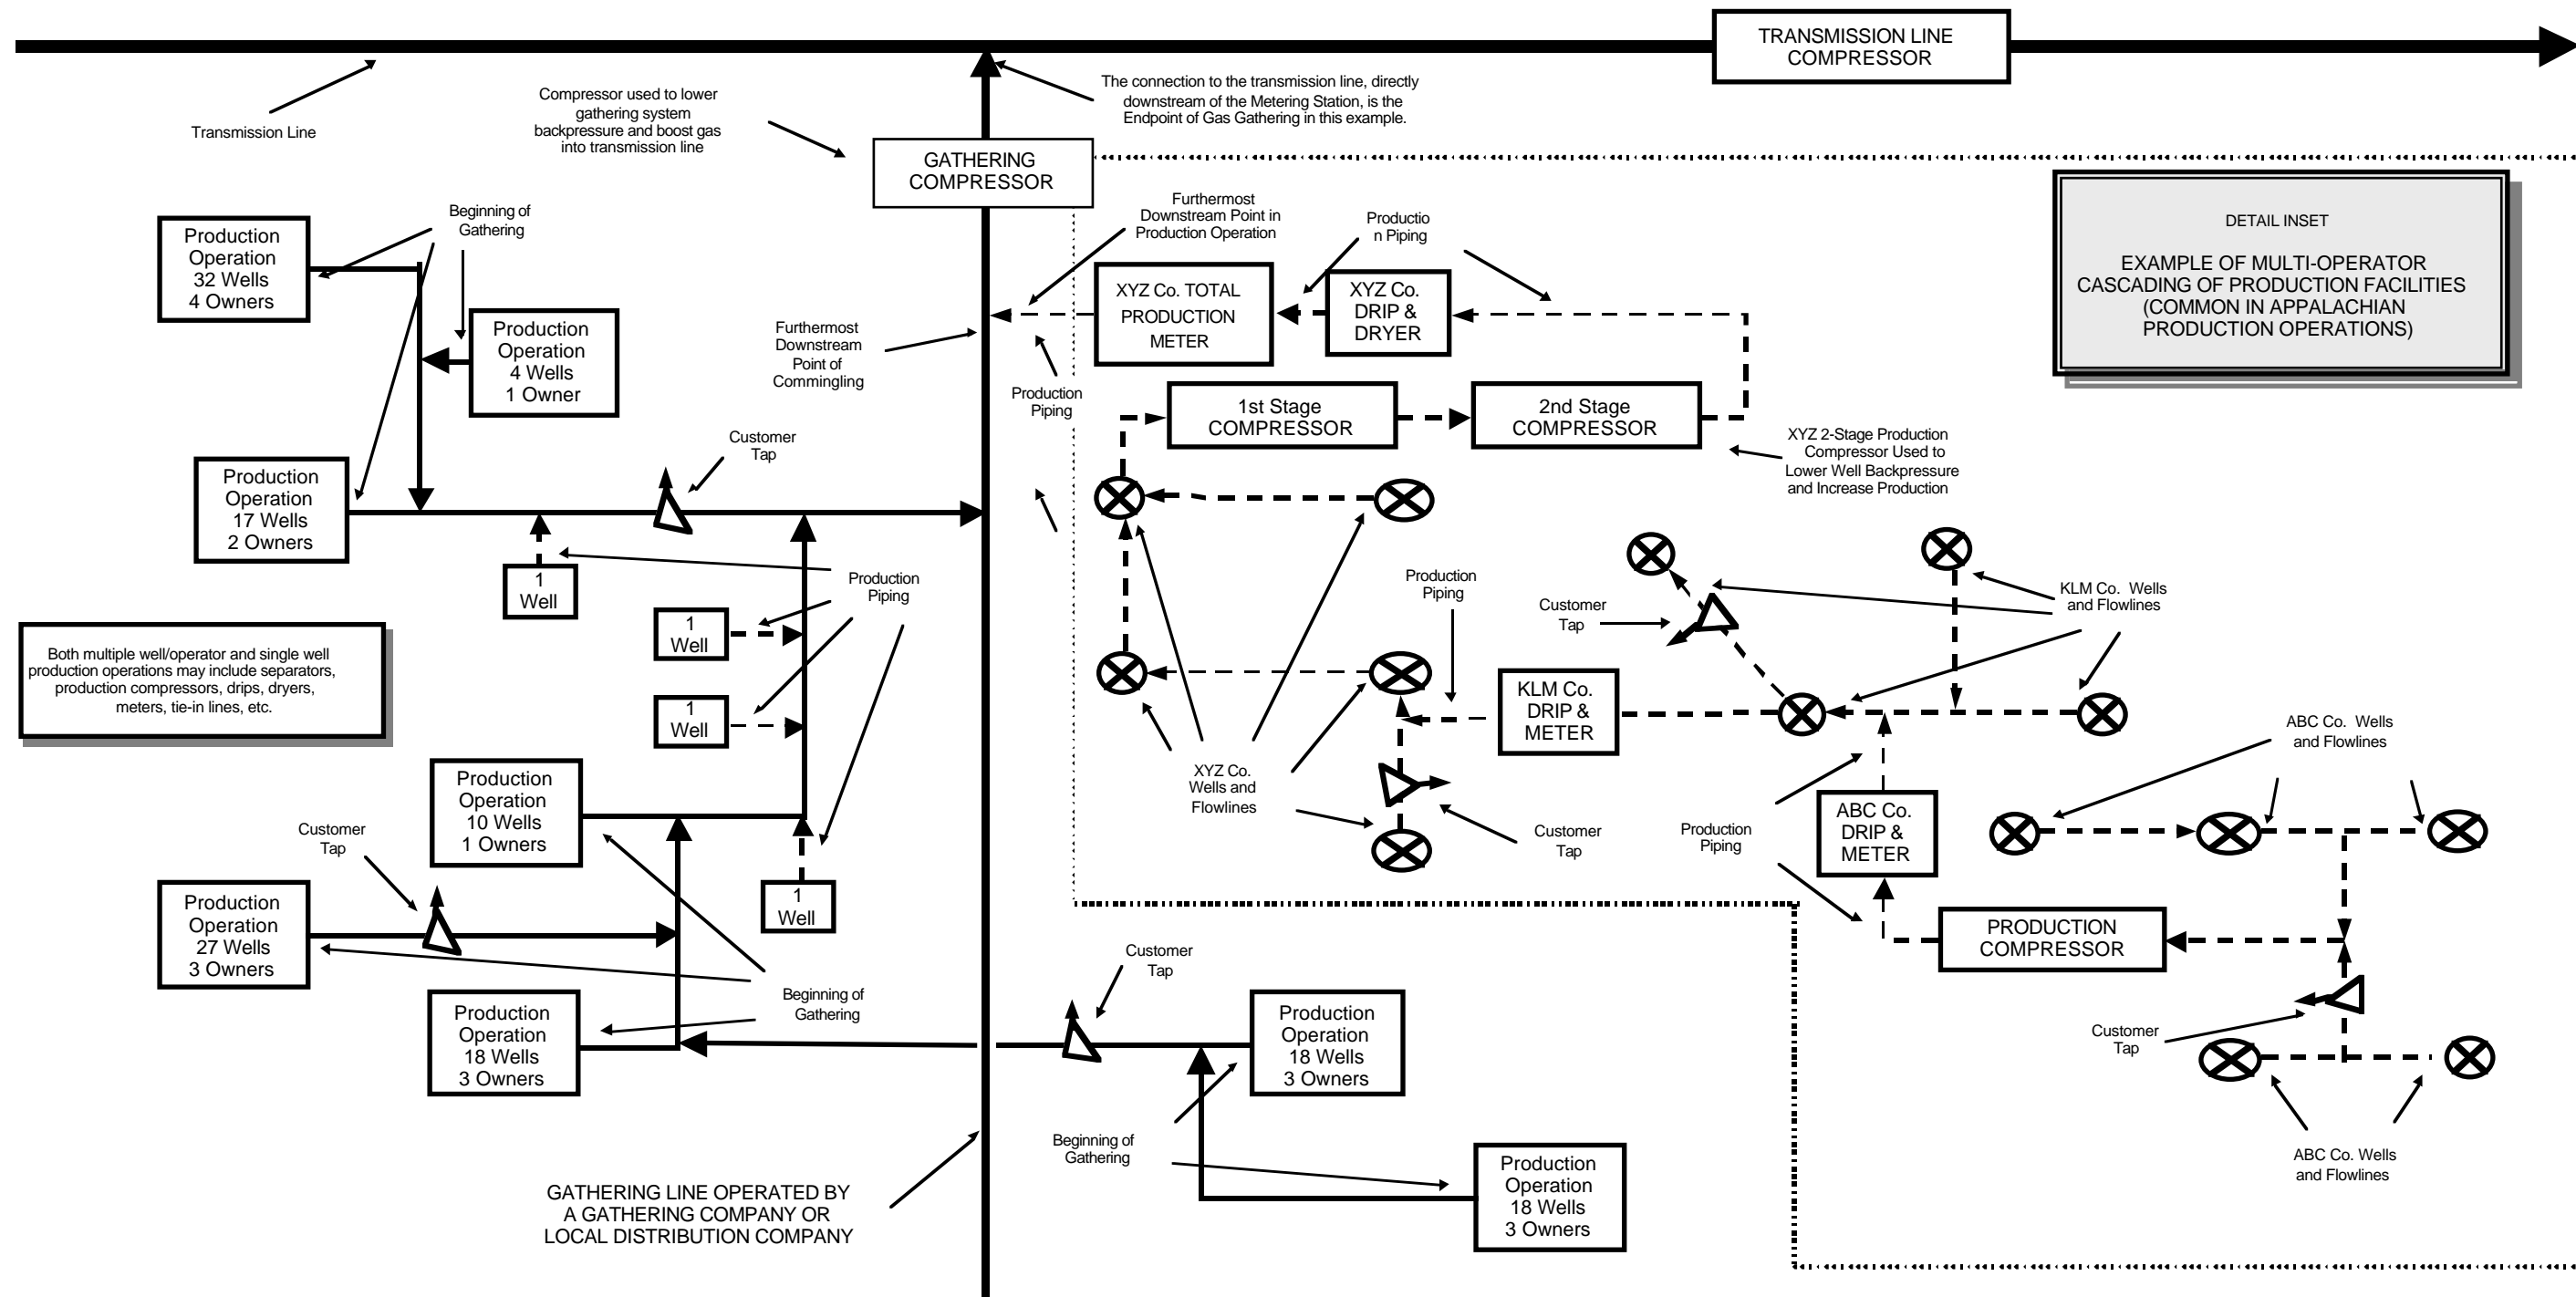 TRANSMISSION LINE
COMPRESSOR
Transmission Line
Compressor used to lower
gathering system
backpressure and boost gas
into transmission line
The connection to the transmission line, directly
downstream of the Metering Station, is the
Endpoint of Gas Gathering in this example.
GATHERING
COMPRESSOR
DETAIL INSET
EXAMPLE OF MULTI-OPERATOR
CASCADING OF PRODUCTION FACILITIES
(COMMON IN APPALACHIAN
PRODUCTION OPERATIONS)
Beginning of
Gathering
Production
Operation
32 Wells
4 Owners
Production
Operation
4 Wells
1 Owner
Furthermost
Downstream Point in
Production Operation
Productio
n Piping
XYZ Co. TOTAL
PRODUCTION
METER
XYZ Co.
DRIP &
DRYER
Furthermost
Downstream
Point of
Commingling
Production
Piping
1st Stage
COMPRESSOR
2nd Stage
COMPRESSOR
XYZ 2-Stage Production
Compressor Used to
Lower Well Backpressure
and Increase Production
Customer
Tap
Production
Operation
17 Wells
2 Owners
1
Well
Production
Piping
1
Well
1
Well
Both multiple well/operator and single well
production operations may include separators,
production compressors, drips, dryers,
meters, tie-in lines, etc.
Production
Piping
Customer
Tap
KLM Co. Wells
and Flowlines
KLM Co.
DRIP &
METER
ABC Co. Wells
and Flowlines
XYZ Co.
Wells and
Flowlines
Customer
Tap
Production
Piping
ABC Co.
DRIP &
METER
Production
Operation
10 Wells
1 Owners
Customer
Tap
1
Well
Production
Operation
27 Wells
3 Owners
PRODUCTION
COMPRESSOR
Customer
Tap
Beginning of
Gathering
Production
Operation
18 Wells
3 Owners
Production
Operation
18 Wells
3 Owners
Customer
Tap
Beginning of
Gathering
Production
Operation
18 Wells
3 Owners
ABC Co. Wells
and Flowlines
GATHERING LINE OPERATED BY
A GATHERING COMPANY OR
LOCAL DISTRIBUTION COMPANY